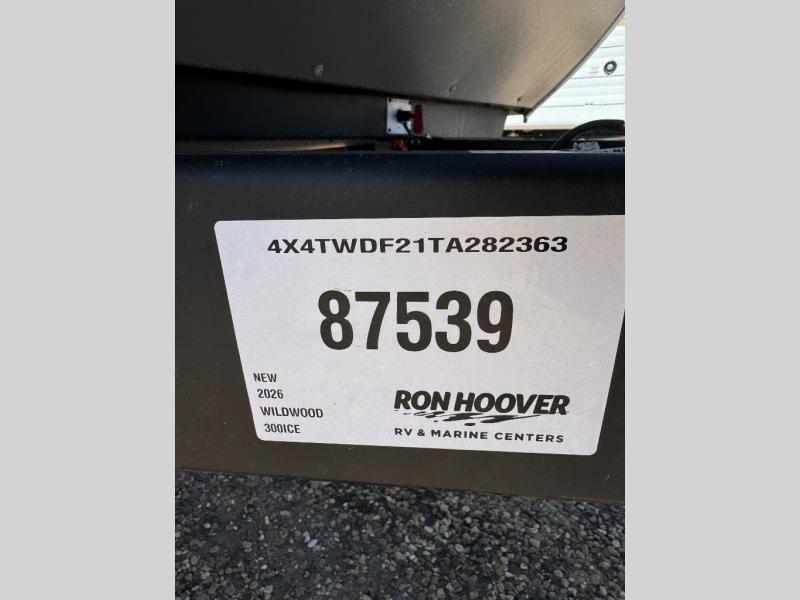 4X4TWDF21TA282363
87539
NEW
2026
WILDWOOD
300ICE
RON HOOVER
RV & MARINE CENTERS